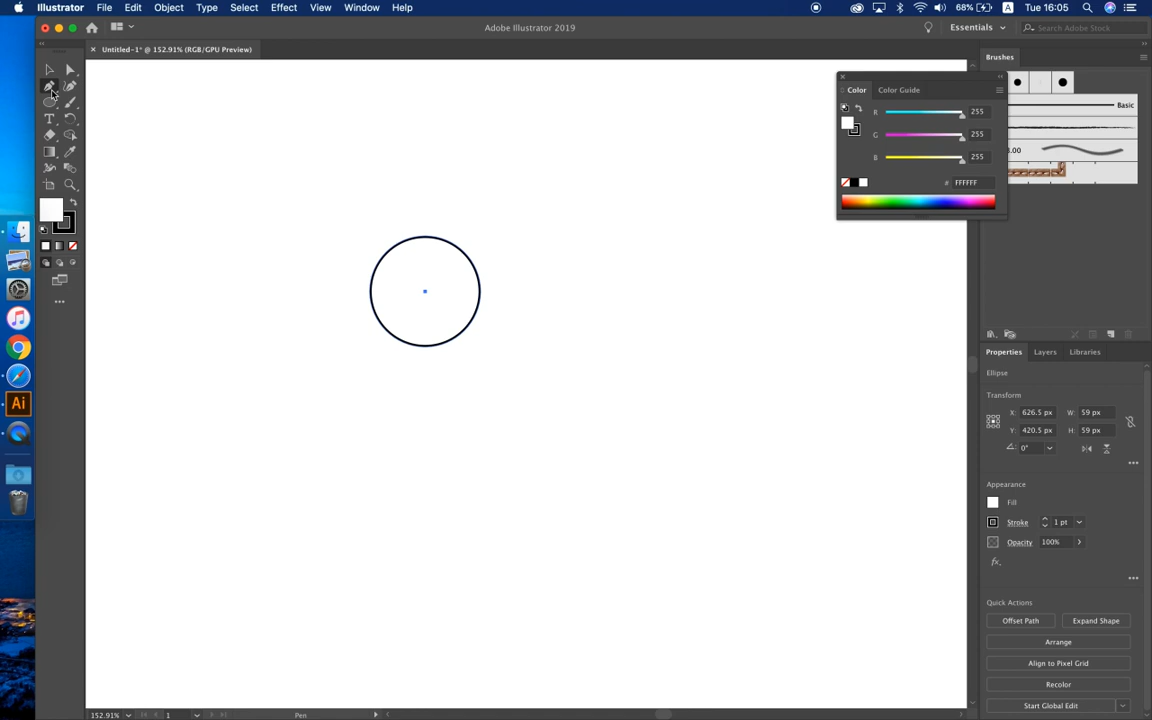 Illustrator File Edit Object Type Select Effect View Window Help
68% A Tue 16:05
Adobe Illustrator 2019
Essentials
Search Adobe Stock
Untitled-1* @ 152.91% (RGB/GPU Preview)
Brushes
Color Color Guide
R 255
Basic
G 255
3.00
B 255
# FFFFFF
T
Ai
Properties Layers Libraries
Ellipse
Transform
X: 626.5 px W: 59 px
Y: 420.5 px H: 59 px
0°
Appearance
Fill
Stroke 1 pt
Opacity 100%
fx.
Quick Actions
Offset Path Expand Shape
Arrange
Align to Pixel Grid
Recolor
Start Global Edit
152.91% 1 Pen